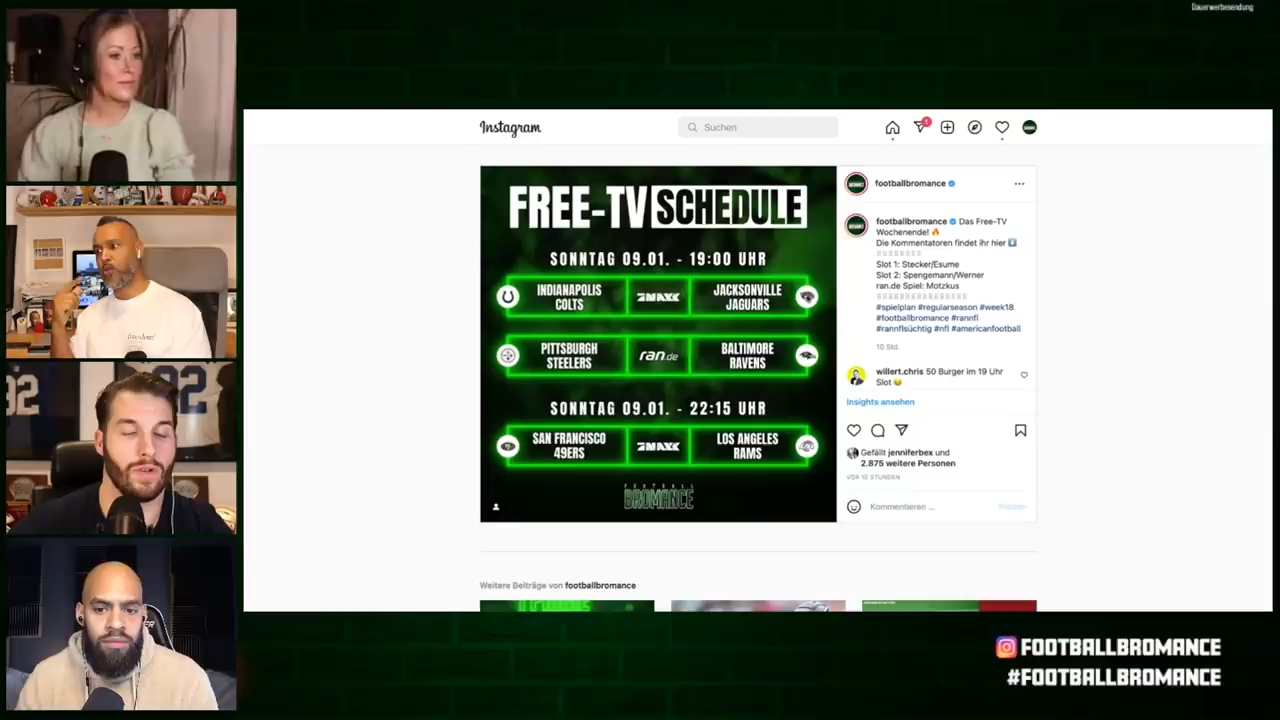 Dauerwerbesendung
Instagram
Suchen
FREE-TV SCHEDULE
SONNTAG 09.01. - 19:00 UHR
INDIANAPOLIS COLTS
2MAXX
JACKSONVILLE JAGUARS
PITTSBURGH STEELERS
ran.de
BALTIMORE RAVENS
SONNTAG 09.01. - 22:15 UHR
SAN FRANCISCO 49ERS
2MAXX
LOS ANGELES RAMS
FOOTBALL
BROMANCE
footballbromance
footballbromance Das Free-TV
Wochenende! 🔥
Die Kommentatoren findet ihr hier ⬇️
Slot 1: Stecker/Esume
Slot 2: Spengemann/Werner
ran.de Spiel: Motzkus
#spielplan #regularseason #week18
#footballbromance #rannfl
#rannflsüchtig #nfl #americanfootball
10 Std.
willert.chris 50 Burger im 19 Uhr
Slot 😂
Insights ansehen
Gefällt jenniferbex und
2.875 weitere Personen
VOR 10 STUNDEN
Kommentieren ...
Posten
Weitere Beiträge von footballbromance
FOOTBALLBROMANCE
#FOOTBALLBROMANCE